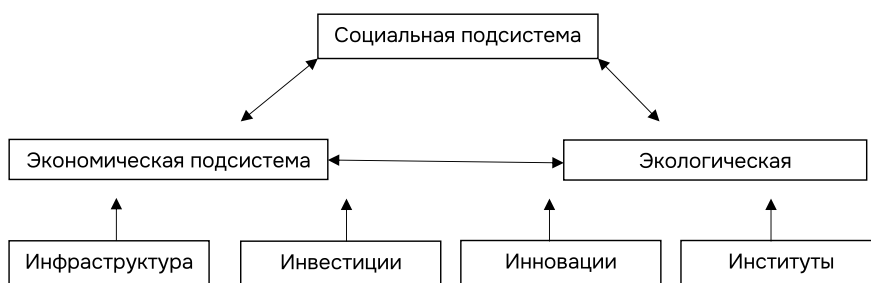 Социальная подсистема
Экономическая подсистема
Экологическая
Инфраструктура
Инвестиции
Инновации
Институты